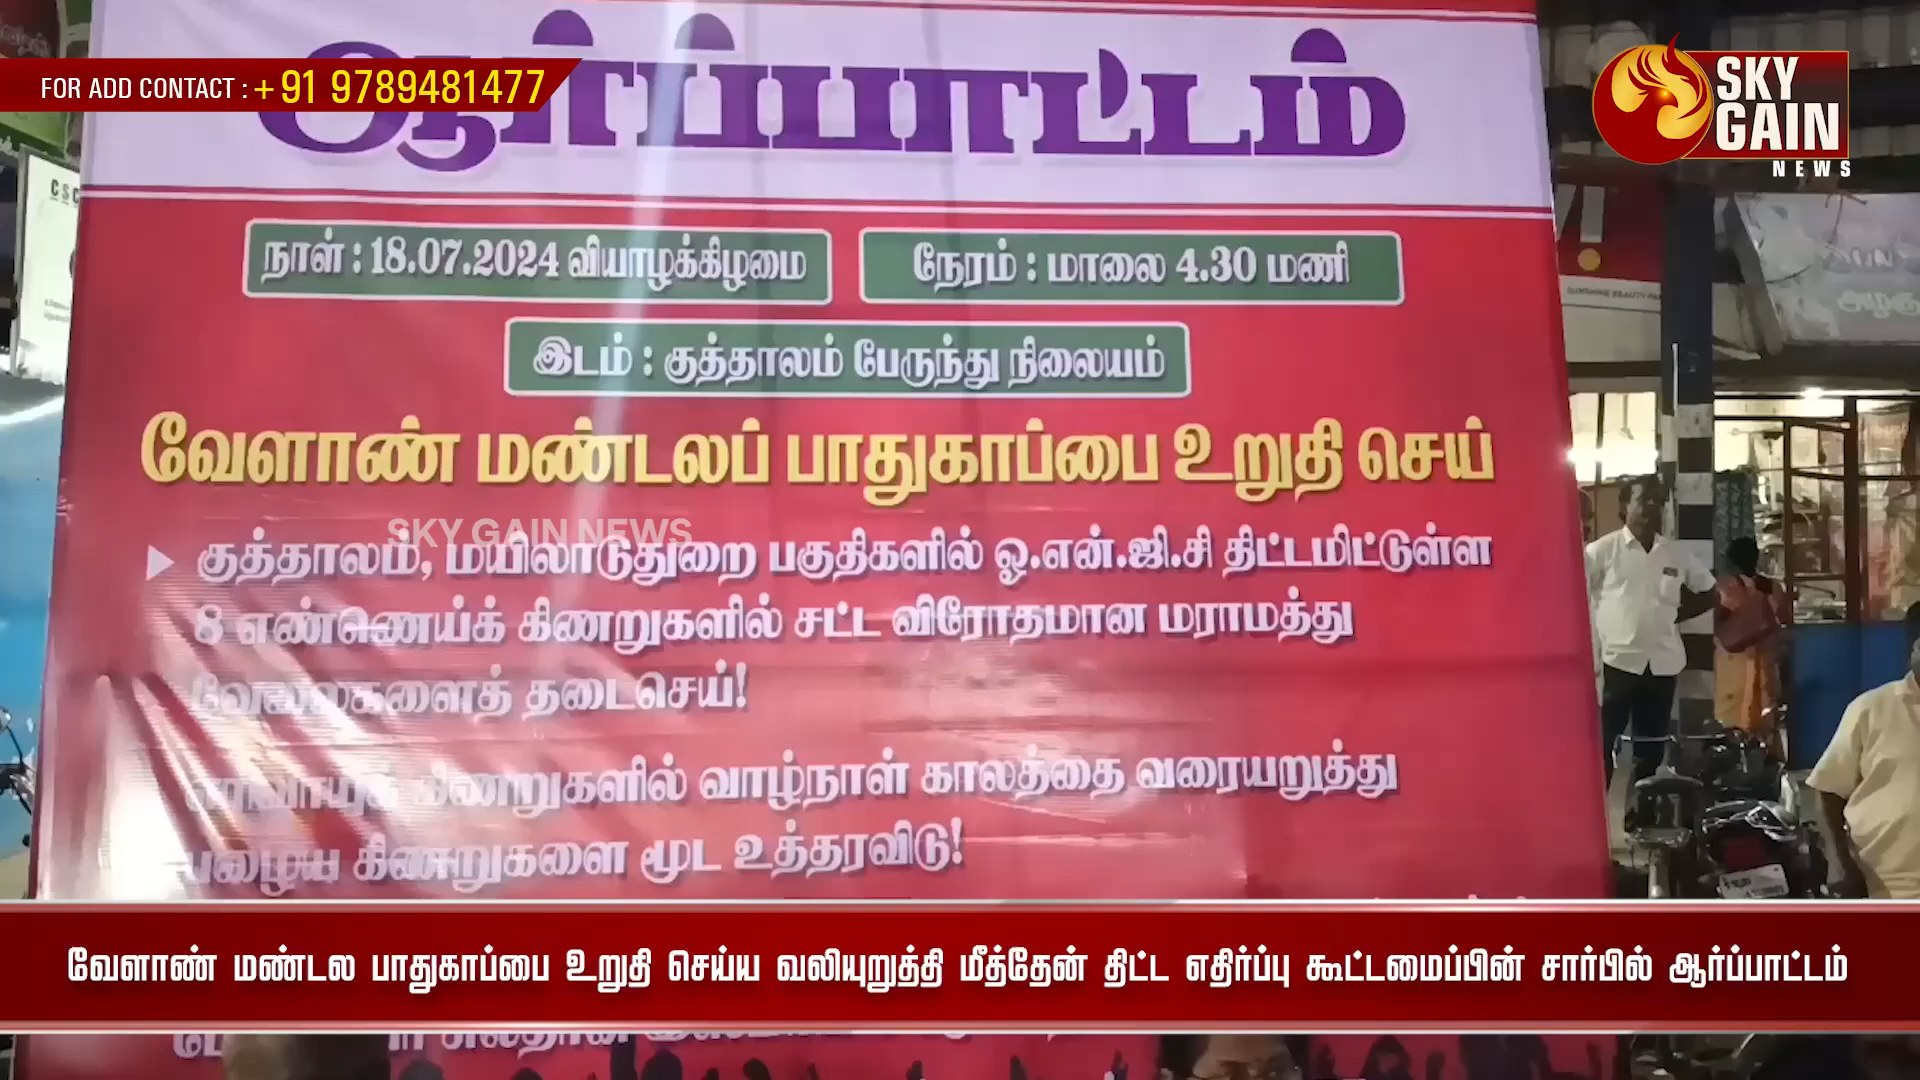 FOR ADD CONTACT : +91 9789481477
SKY
GAIN
NEWS
ஆர்ப்பாட்டம்
CSC
நாள் : 18.07.2024 வியாழக்கிழமை
நேரம் : மாலை 4.30 மணி
இடம் : குத்தாலம் பேருந்து நிலையம்
வேளாண் மண்டலப் பாதுகாப்பை உறுதி செய்
SKY GAIN NEWS
குத்தாலம், மயிலாடுதுறை பகுதிகளில் ஓ.என்.ஜி.சி திட்டமிட்டுள்ள
8 எண்ணெய்க் கிணறுகளில் சட்ட விரோதமான மராமத்து
வேலைகளைத் தடைசெய்!
கிணறுகளில் வாழ்நாள் காலத்தை வரையறுத்து
பழைய கிணறுகளை மூட உத்தரவிடு!
வேளாண் மண்டல பாதுகாப்பை உறுதி செய்ய வலியுறுத்தி மீத்தேன் திட்ட எதிர்ப்பு கூட்டமைப்பின் சார்பில் ஆர்ப்பாட்டம்